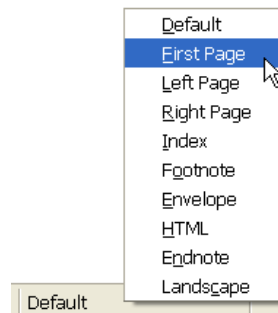 Default
First Page
Left Page
Right Page
Index
Footnote
Envelope
HTML
Endnote
Landscape
Default